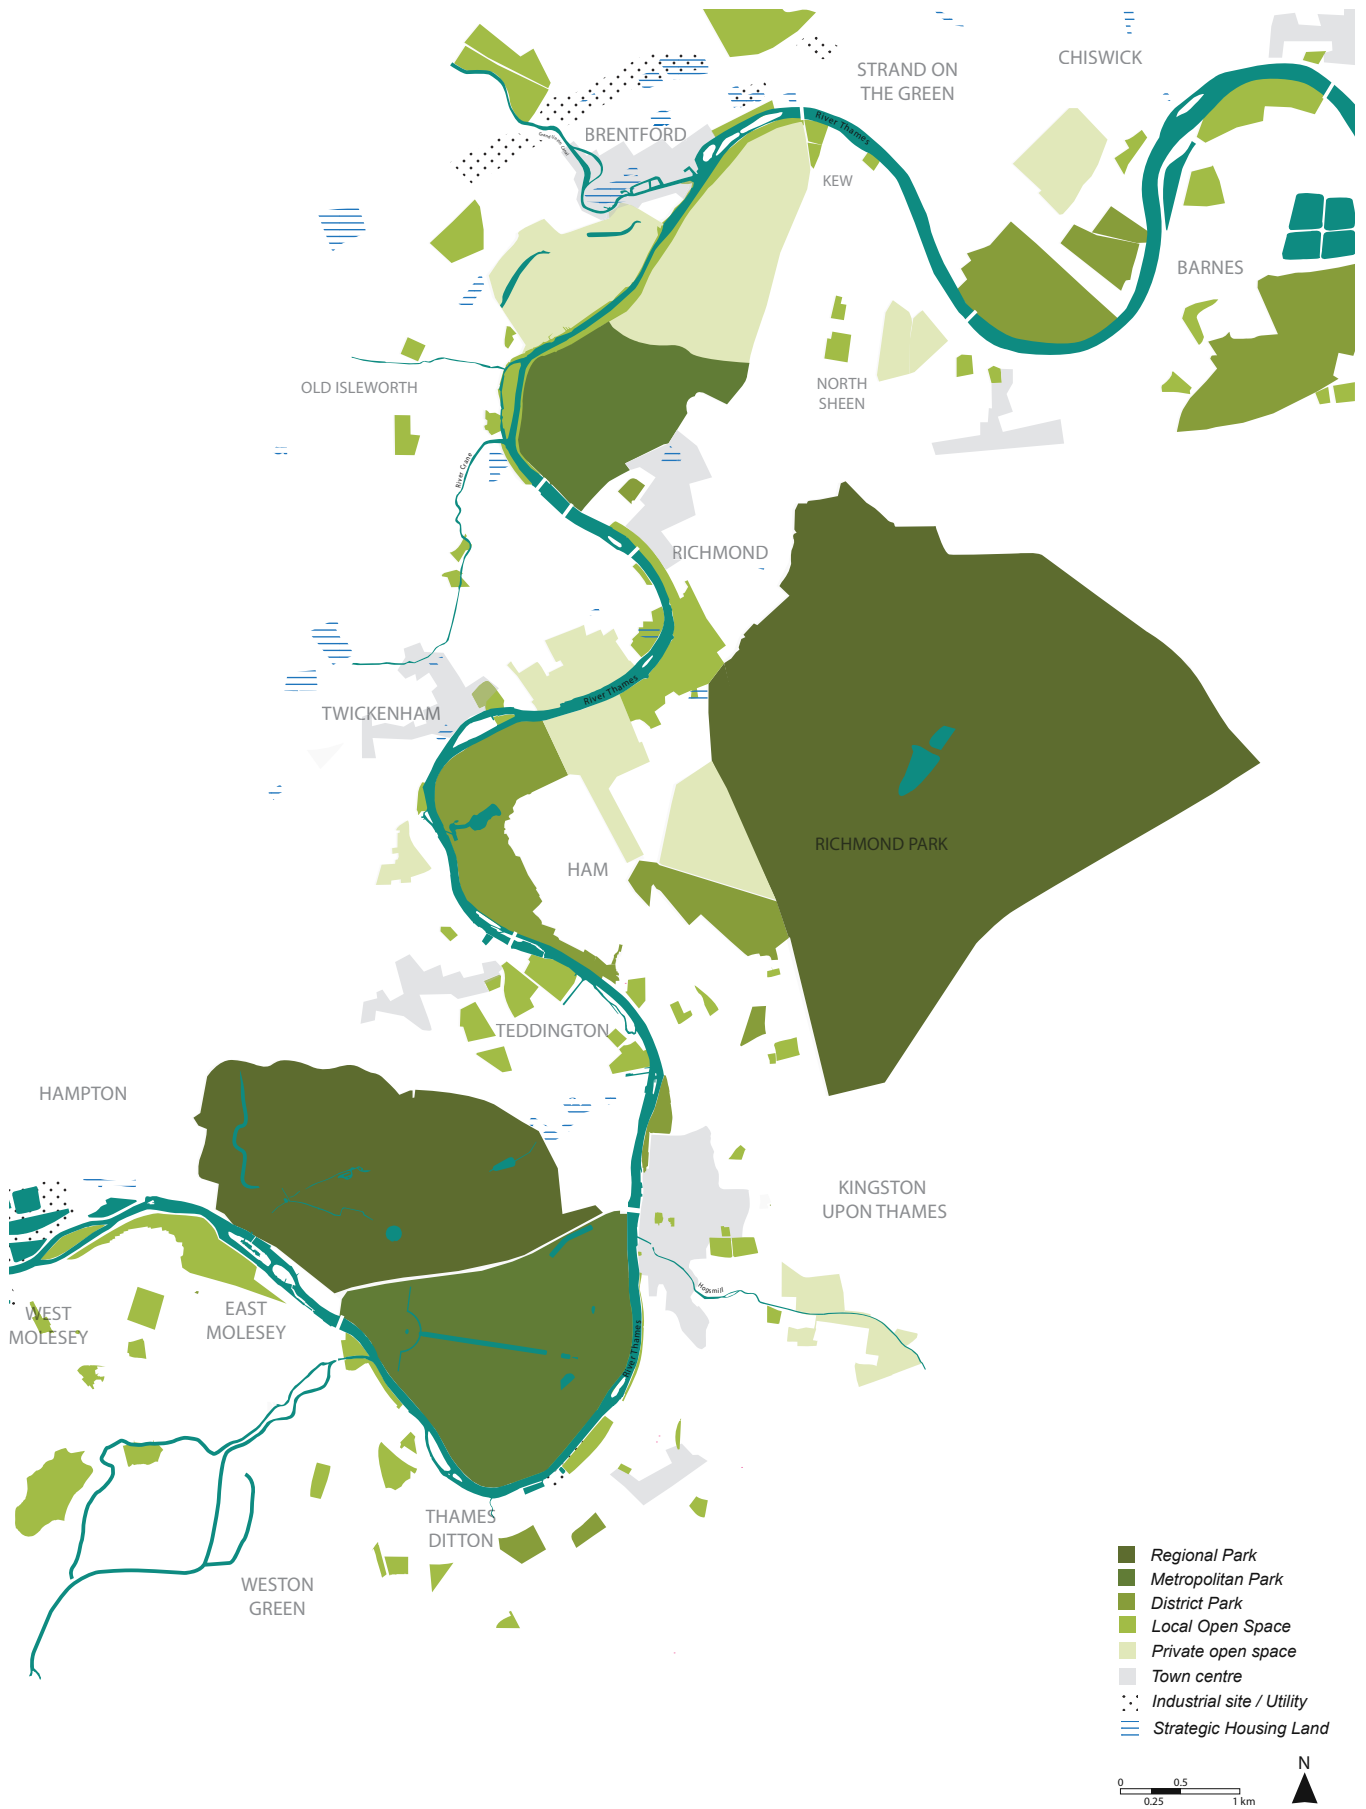 CHISWICK
STRAND ON
THE GREEN
BRENTFORD
River Thames
KEW
BARNES
OLD ISLEWORTH
NORTH
SHEEN
River Crane
RICHMOND
River Thames
TWICKENHAM
RICHMOND PARK
HAM
TEDDINGTON
HAMPTON
KINGSTON
UPON THAMES
Hogsmill
EAST
MOLESEY
WEST
MOLESEY
River Thames
THAMES
DITTON
WESTON
GREEN
Regional Park
Metropolitan Park
District Park
Local Open Space
Private open space
Town centre
Industrial site / Utility
Strategic Housing Land
N
0 0.5
0.25 1 km